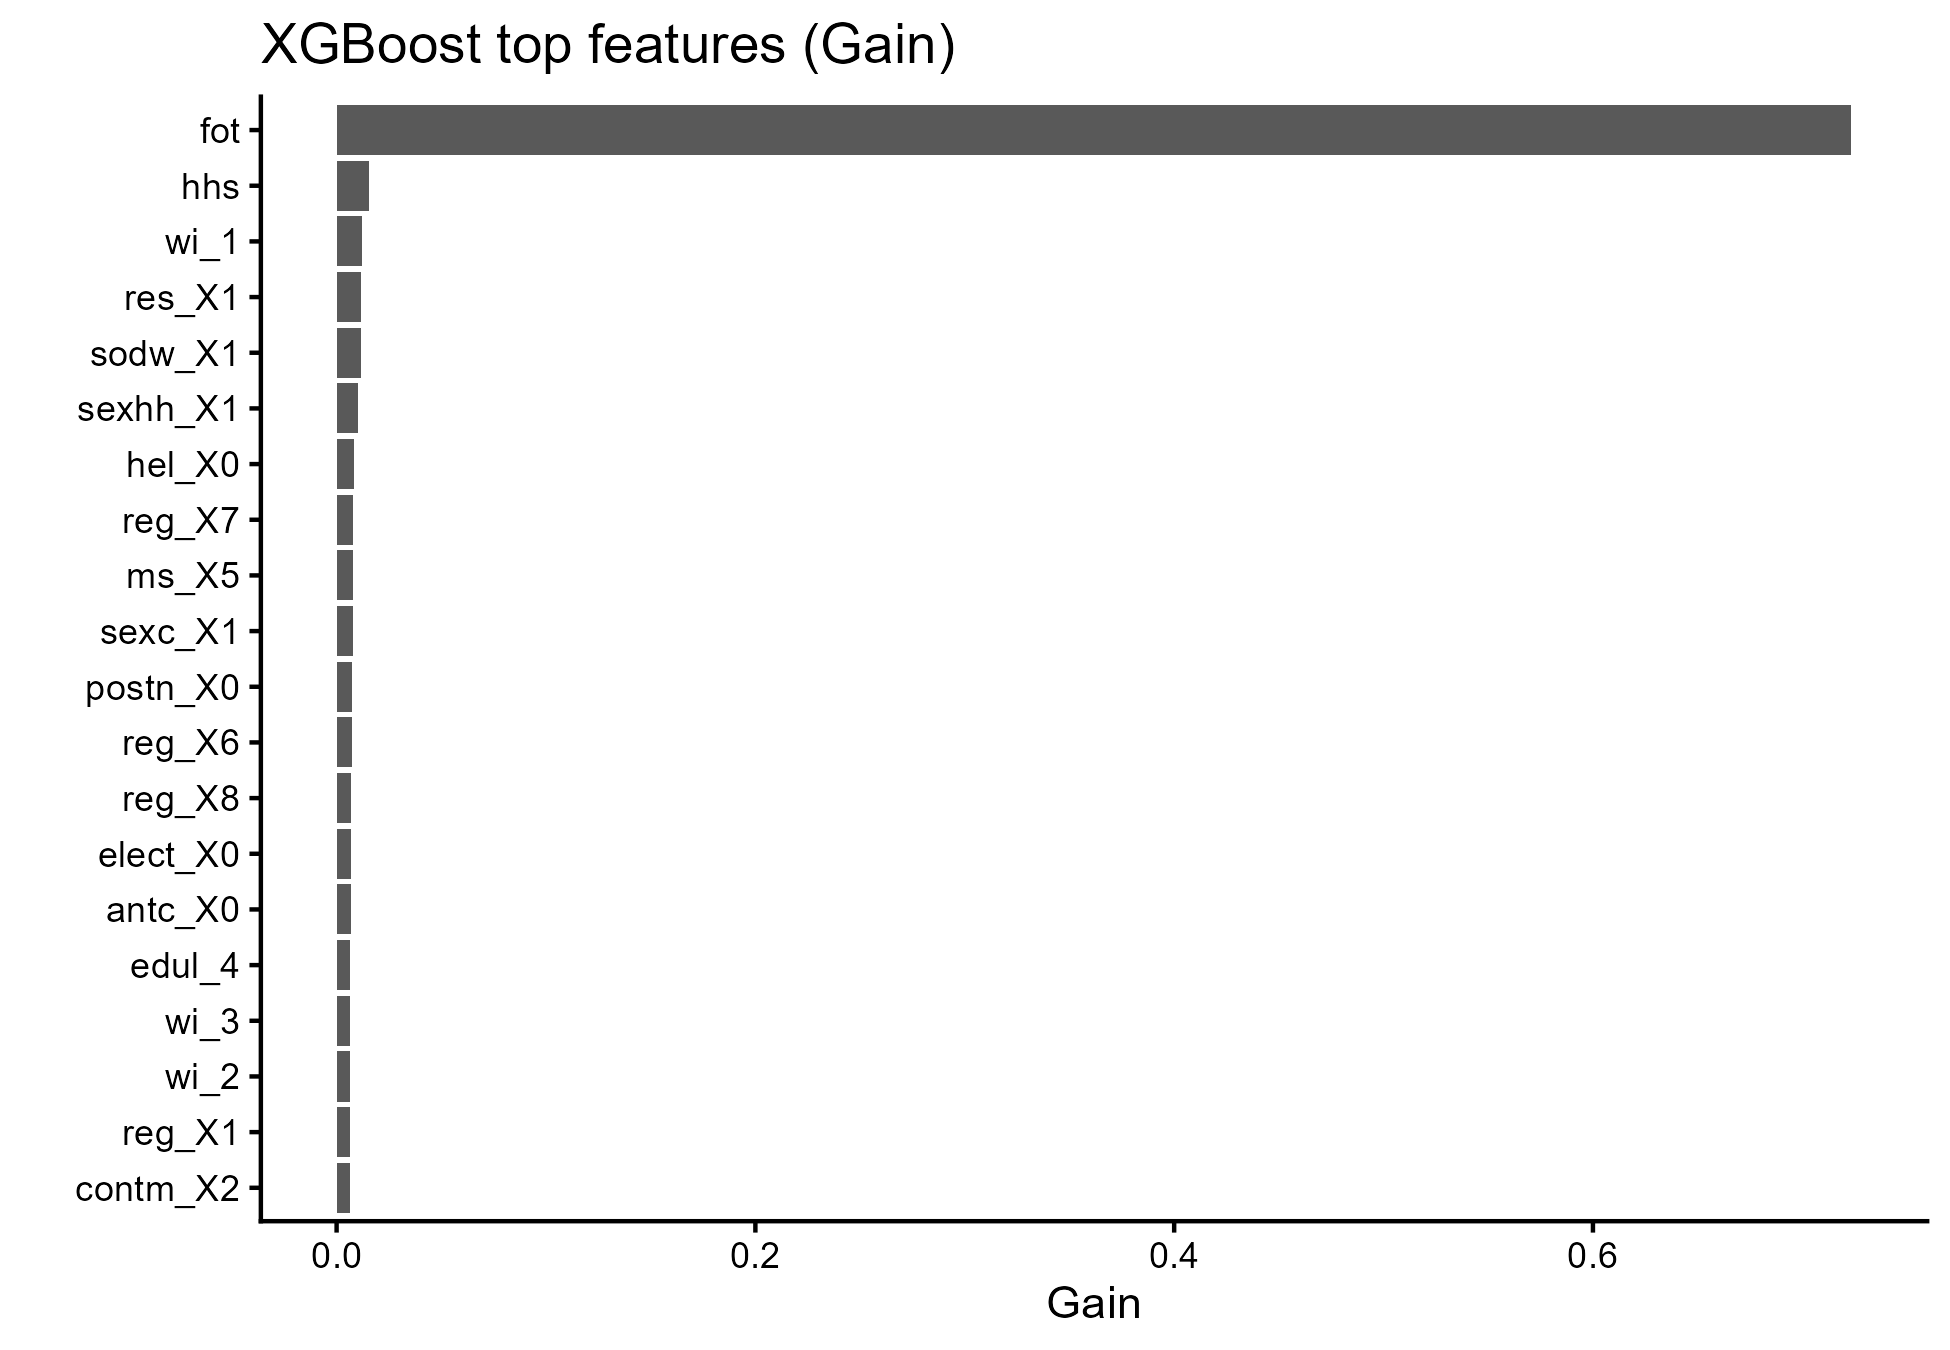 XGBoost top features (Gain)
fot
hhs
wi_1
res_X1
sodw_X1
sexhh_X1
hel_X0
reg_X7
ms_X5
sexc_X1
postn_X0
reg_X6
reg_X8
elect_X0
antc_X0
edul_4
wi_3
wi_2
reg_X1
contm_X2
0.0 0.2 0.4 0.6
Gain